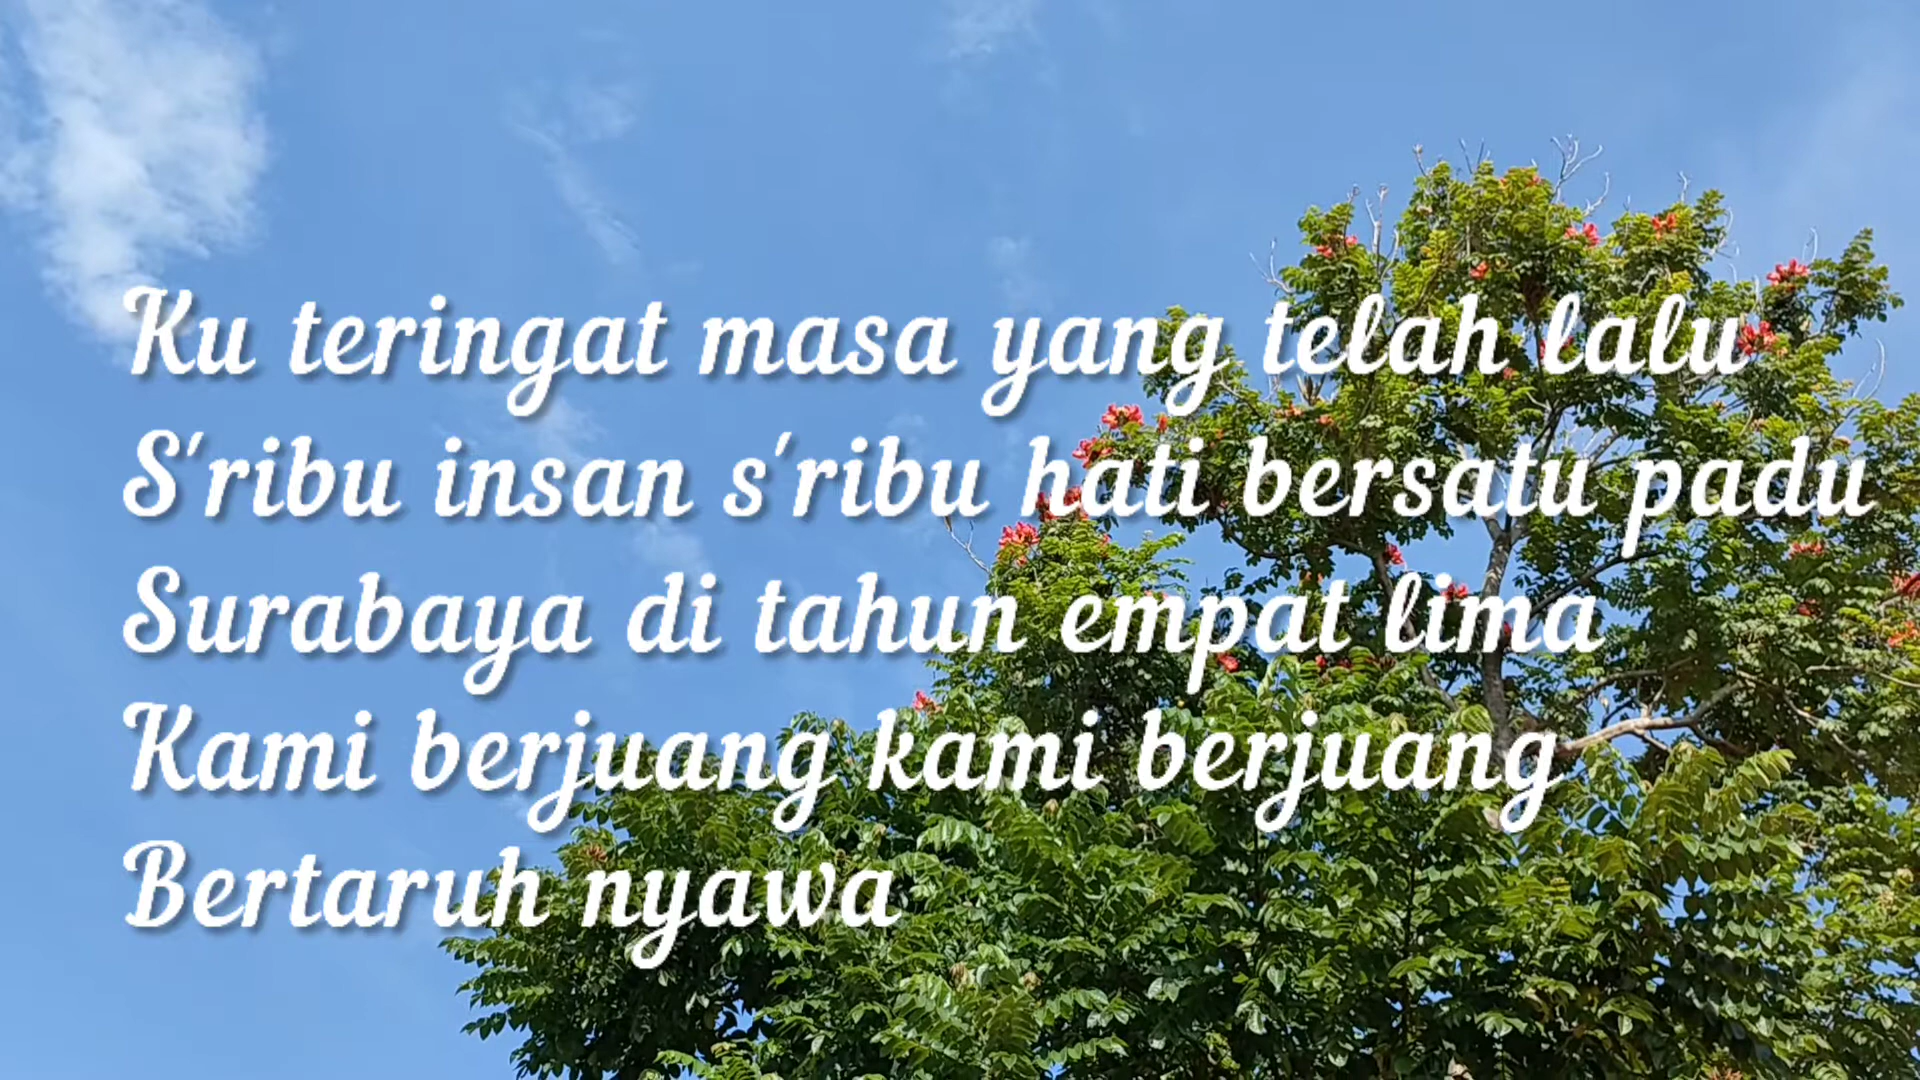 Ku teringat masa yang telah lalu
S'ribu insan s'ribu hati bersatu padu
Surabaya di tahun empat lima
Kami berjuang kami berjuang
Bertaruh nyawa